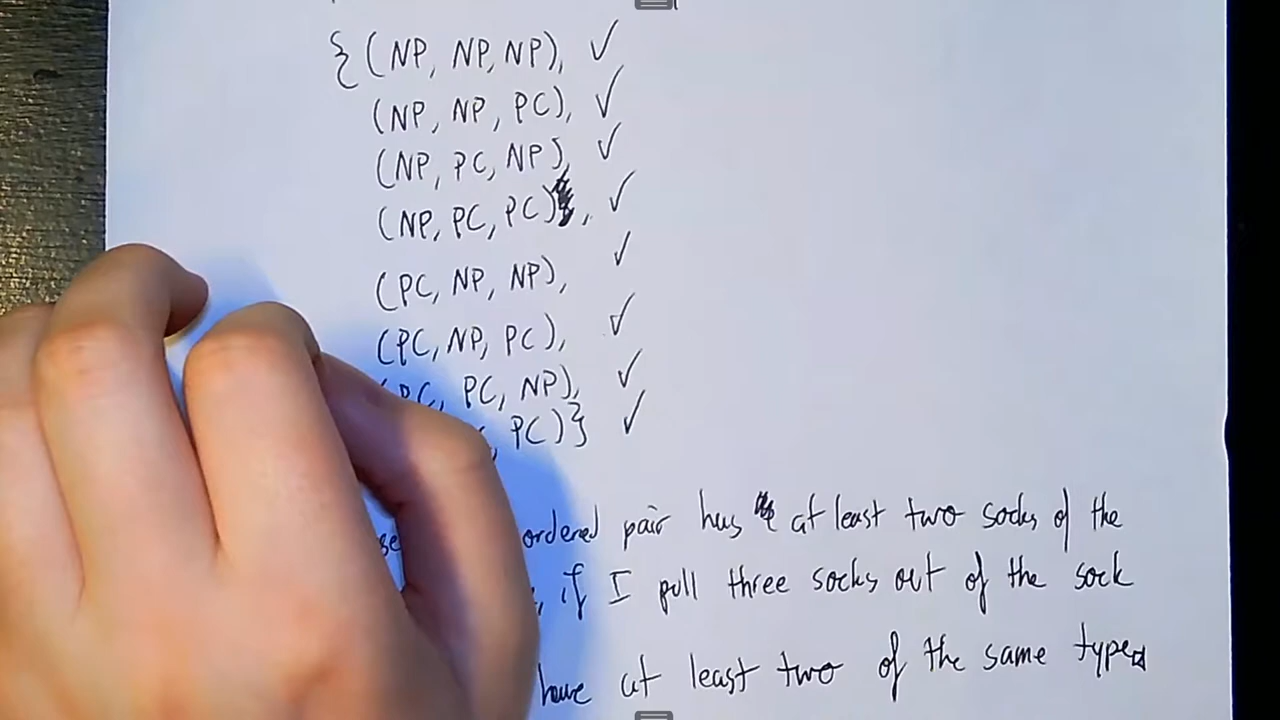 {(NP, NP, NP), ✓
(NP, NP, PC), ✓
(NP, PC, NP), ✓
(NP, PC, PC), ✓
(PC, NP, NP), ✓
(PC, NP, PC), ✓
PC, PC, NP), ✓
, PC)} ✓
ordered pair has at least two socks of the
, if I pull three socks out of the sock
have at least two of the same type